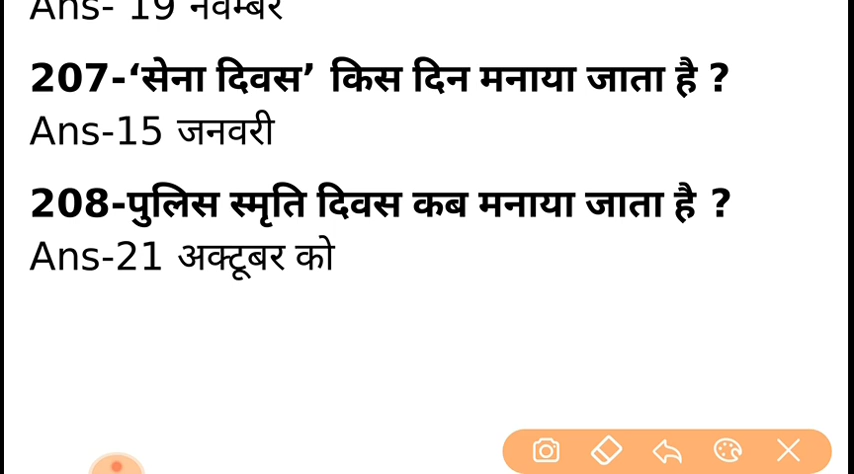 Ans- 19 नवम्बर
207-‘सेना दिवस’ किस दिन मनाया जाता है ?
Ans-15 जनवरी
208-पुलिस स्मृति दिवस कब मनाया जाता है ?
Ans-21 अक्टूबर को